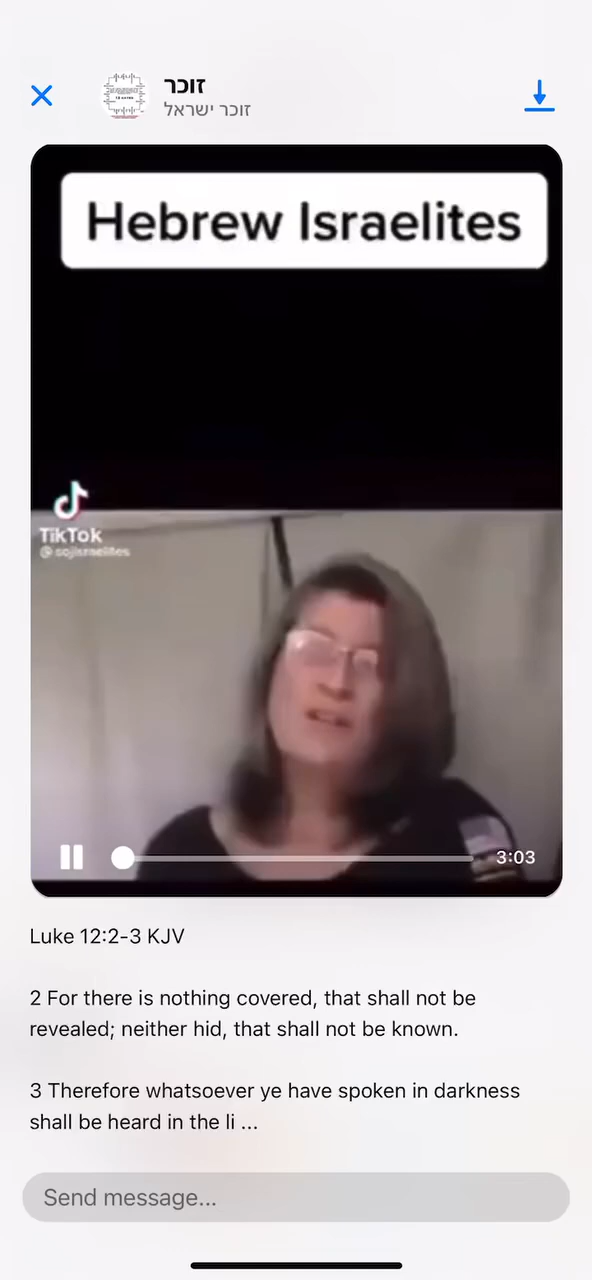 זוכר
זוכר ישראל
Hebrew Israelites
TikTok
@sojisraelites
3:03
Luke 12:2-3 KJV
2 For there is nothing covered, that shall not be
revealed; neither hid, that shall not be known.
3 Therefore whatsoever ye have spoken in darkness
shall be heard in the li ...
Send message...